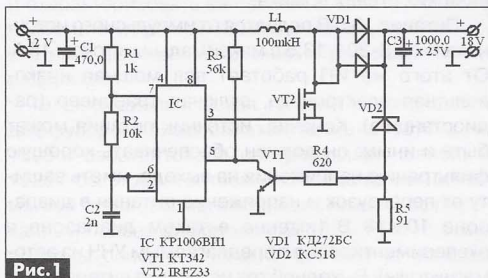 L1
VD1
12 V
C1
470,0
R1
1k
R3
56k
100mkH
C3
1000,0
x 25V
18V
4
8
7
IC
VT2
VD2
R2
10k
3
6
2
1
VT1
R4
620
C2
2n
R5
91
IC КР1006ВИ1
VT1 КТ342
VT2 IRFZ33
VD1 КД272БС
VD2 КС518
Рис.1